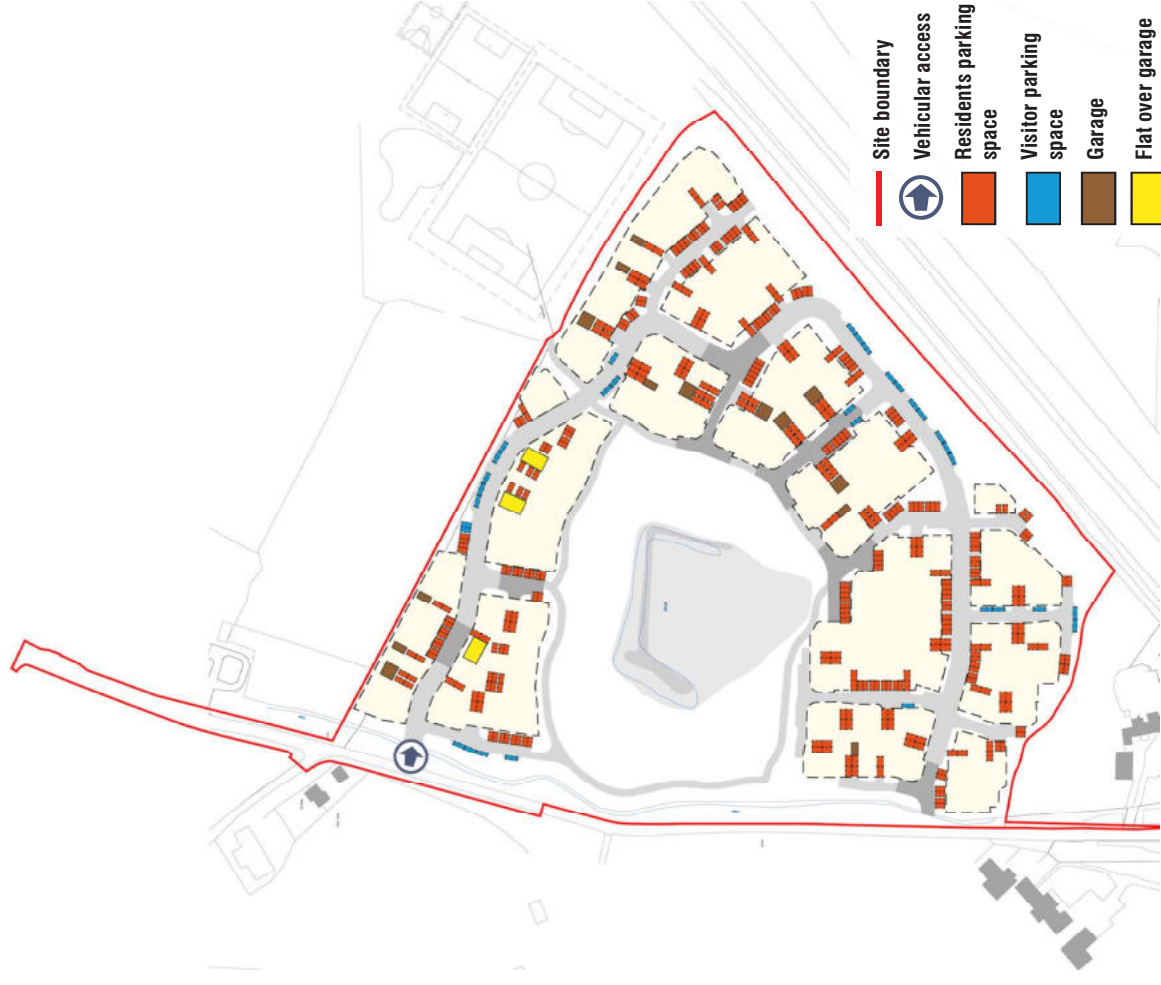 Site boundary
Vehicular access
Residents parking
space
Visitor parking
space
Garage
Flat over garage